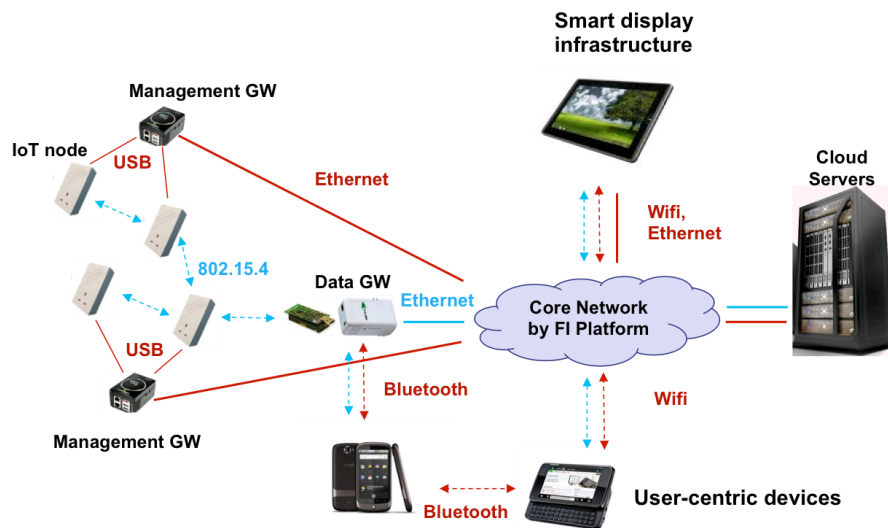 Smart display
infrastructure
Management GW
IoT node
USB
Ethernet
Cloud
Servers
Wifi,
Ethernet
802.15.4
Data GW
Ethernet
Core Network
by FI Platform
USB
Bluetooth
Wifi
Management GW
Bluetooth
User-centric devices